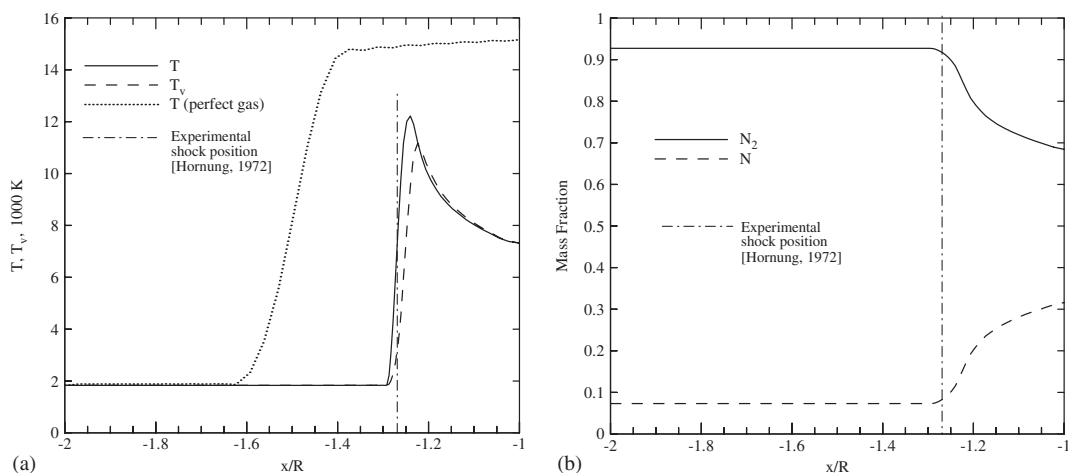 16
14
12
10
8
6
4
2
0
T, Tv, 1000 K
T
Tv
T (perfect gas)
Experimental
shock position
[Hornung, 1972]
-2
-1.8
-1.6
-1.4
-1.2
-1
x/R
(a)
1
0.9
0.8
0.7
0.6
0.5
0.4
0.3
0.2
0.1
0
Mass Fraction
N2
N
Experimental
shock position
[Hornung, 1972]
-2
-1.8
-1.6
-1.4
-1.2
-1
x/R
(b)